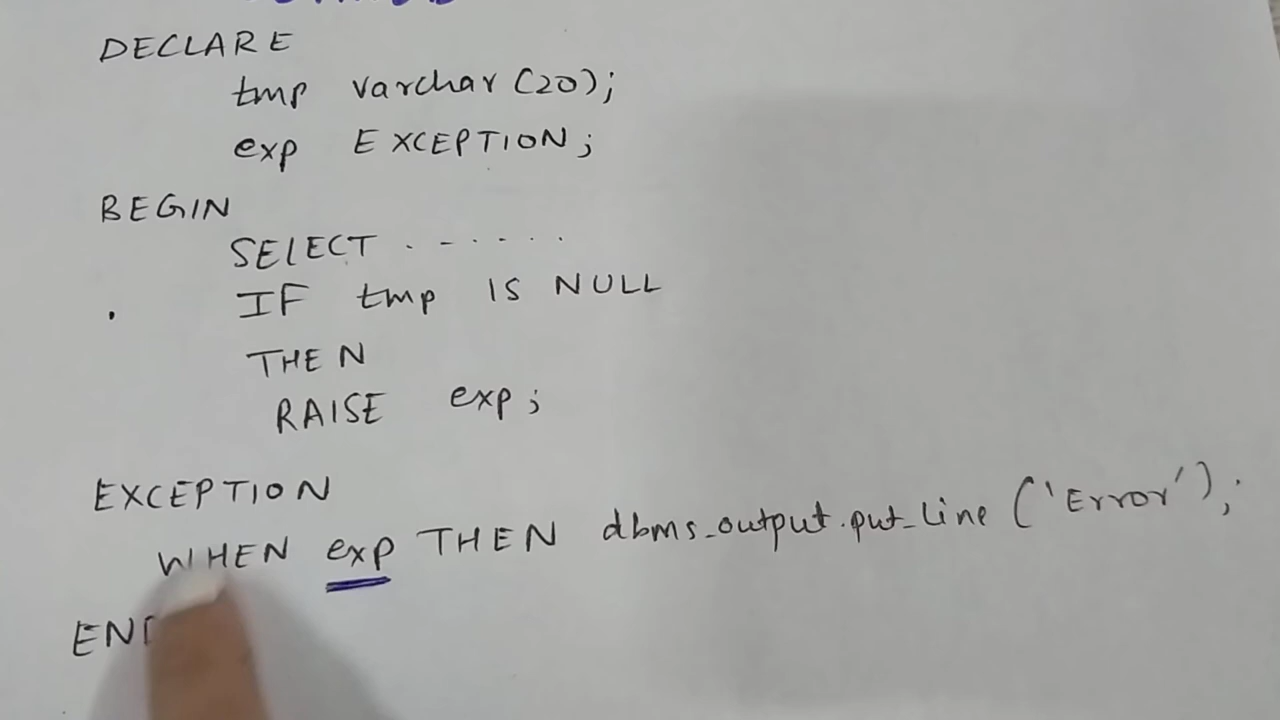 DECLARE
tmp varchar (20);
exp EXCEPTION;
BEGIN
SELECT . - . . . .
IF tmp IS NULL
THEN
RAISE exp;
EXCEPTION
WHEN exp THEN dbms_output.put_line ('Error');